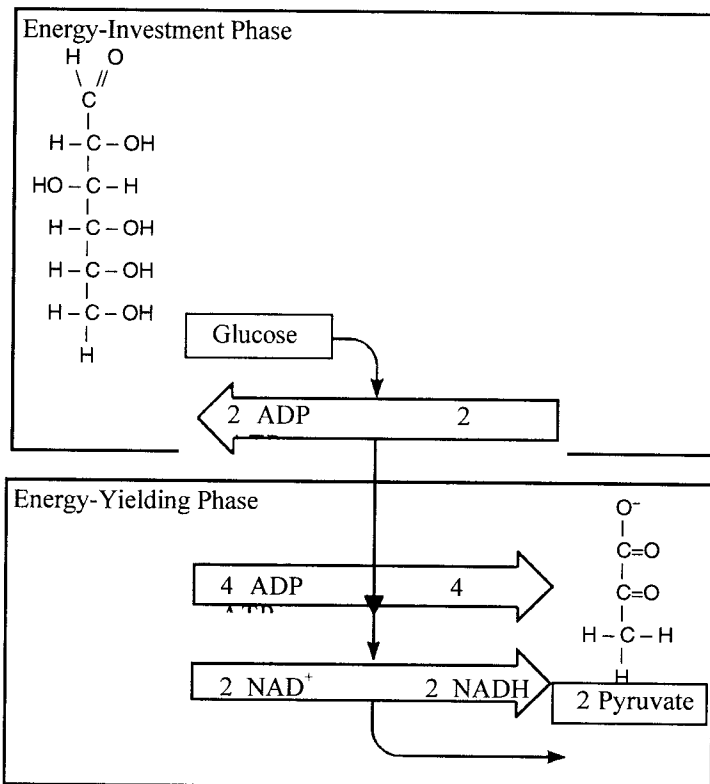 Energy-Investment Phase
H O
C
H–C–OH
HO–C–H
H–C–OH
H–C–OH
H–C–OH
H
Glucose
2 ADP 2
Energy-Yielding Phase
O⁻
C=O
C=O
H–C–H
H
4 ADP 4
2 NAD⁺ 2 NADH
2 Pyruvate